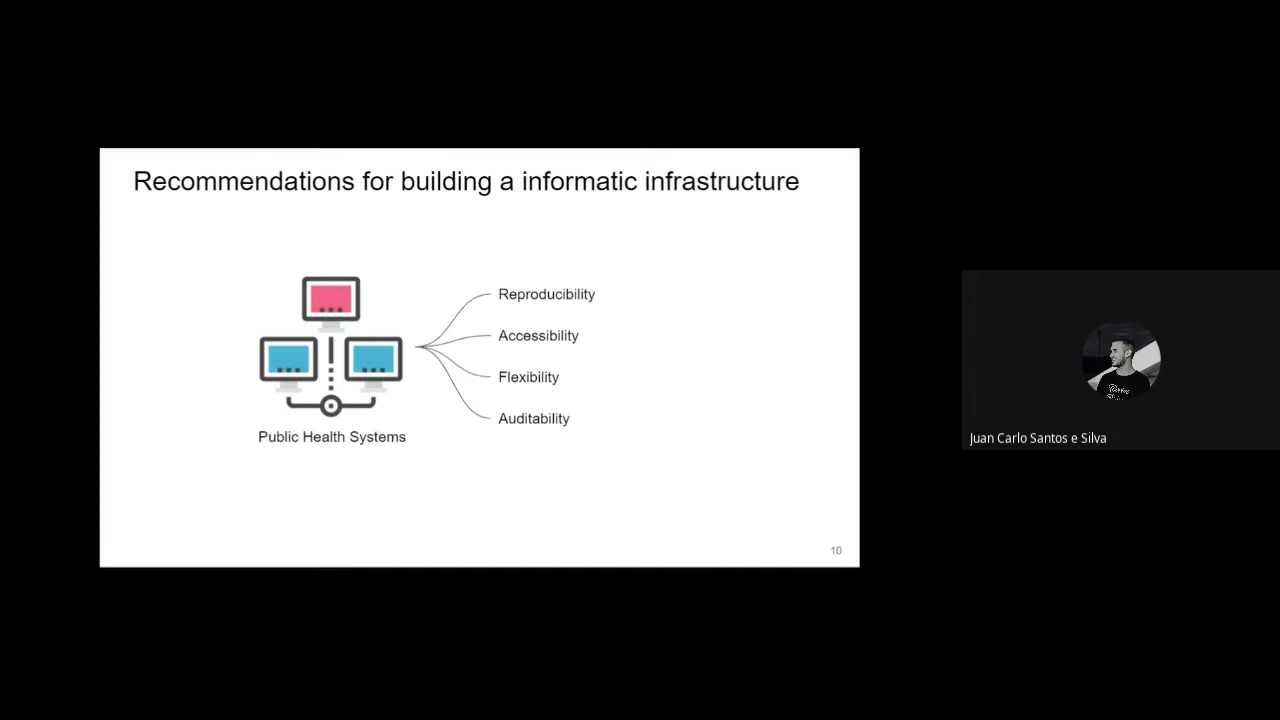 Recommendations for building a informatic infrastructure
Reproducibility
Accessibility
Flexibility
Auditability
Public Health Systems
10
Juan Carlo Santos e Silva